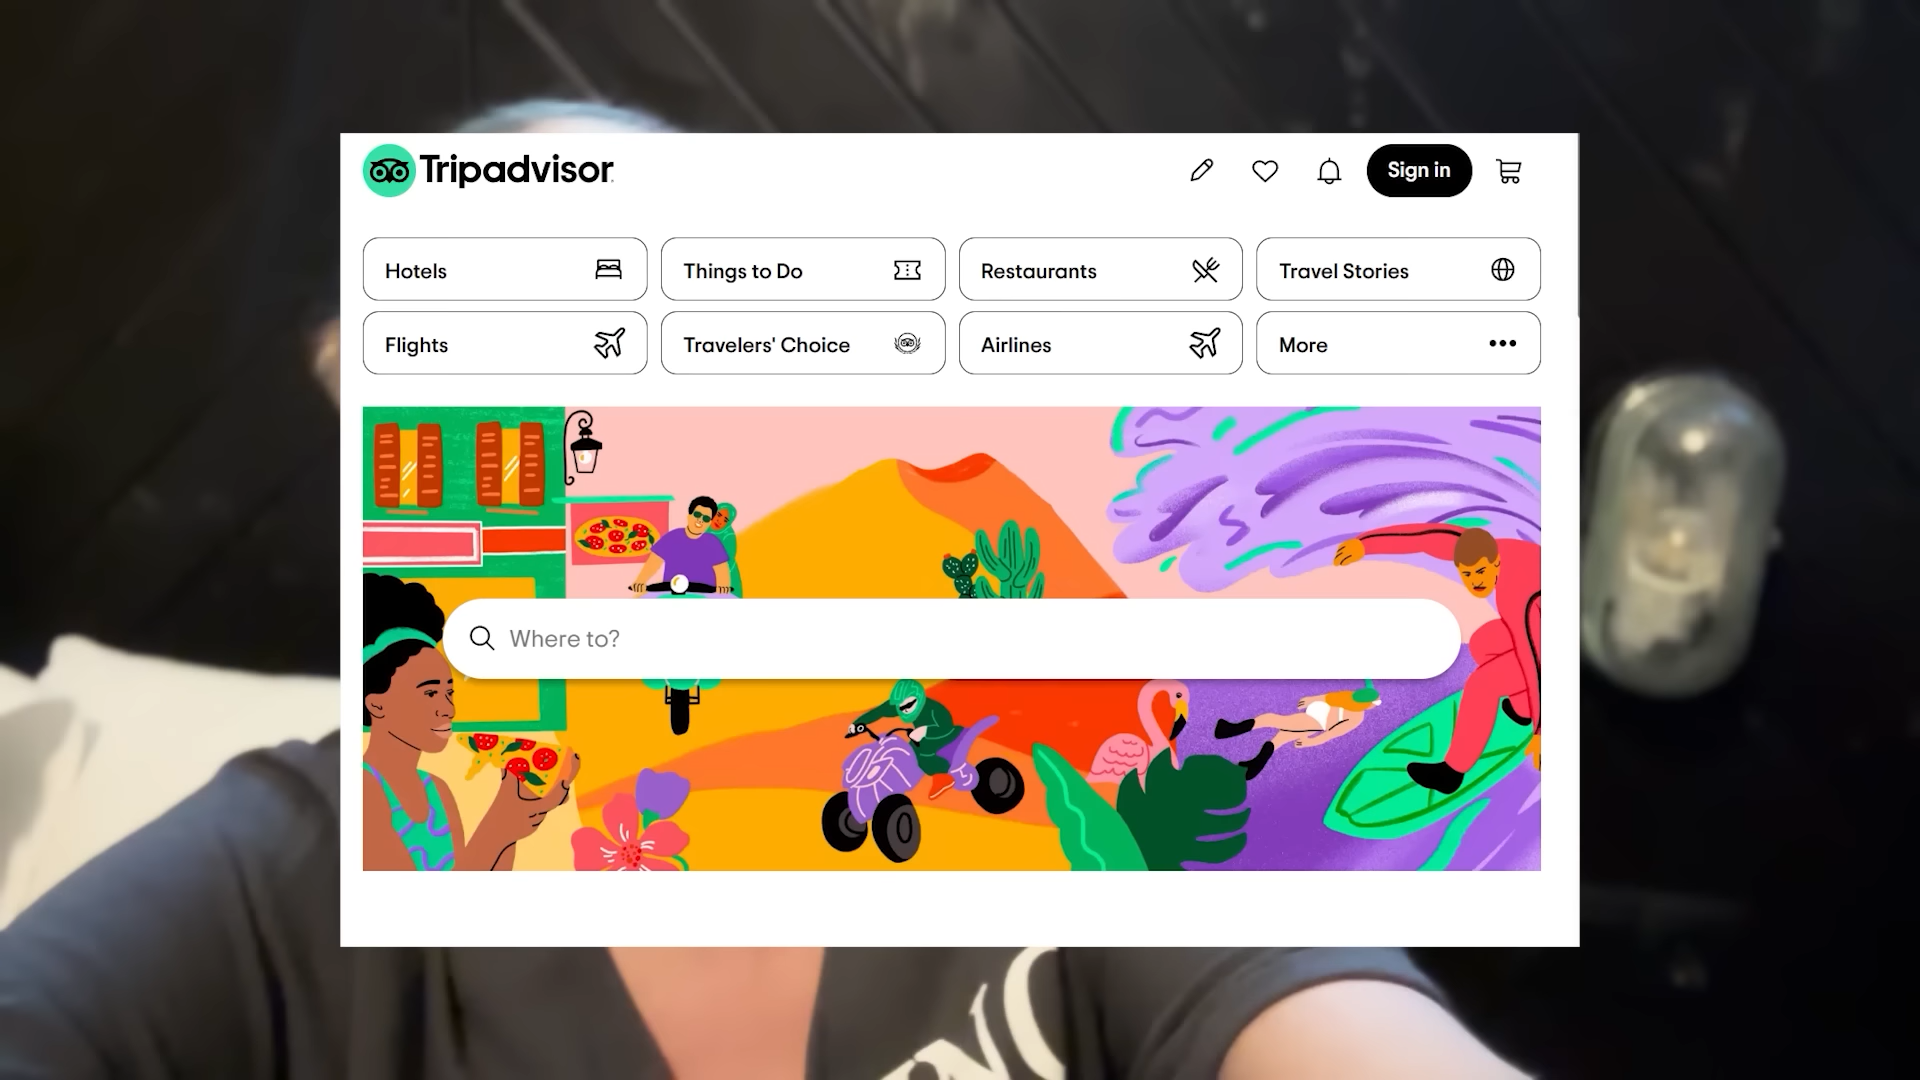 Tripadvisor
Sign in
Hotels
Things to Do
Restaurants
Travel Stories
Flights
Travelers' Choice
Airlines
More
Where to?